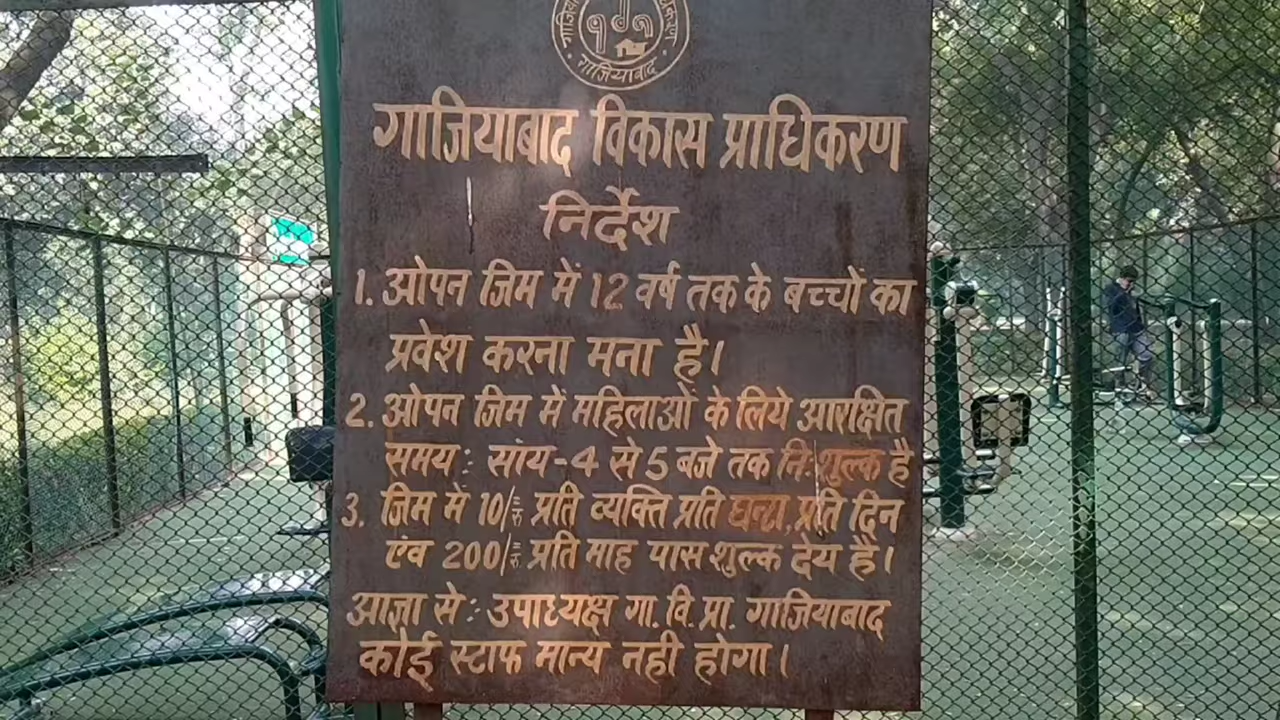 गाजियाबाद
गाजियाबाद विकास प्राधिकरण
निर्देश
1. ओपन जिम में 12 वर्ष तक के बच्चों का
प्रवेश करना मना है।
2. ओपन जिम में महिलाओं के लिये आरक्षित
समय: सांय-4 से 5 बजे तक नि:शुल्क है
3. जिम में 10/- रु प्रति व्यक्ति प्रति घन्टा, प्रति दिन
एंव 200/- रु प्रति माह पास शुल्क देय है।
आज्ञा से: उपाध्यक्ष गा. वि. प्रा. गाजियाबाद
कोई स्टाफ मान्य नही होगा।